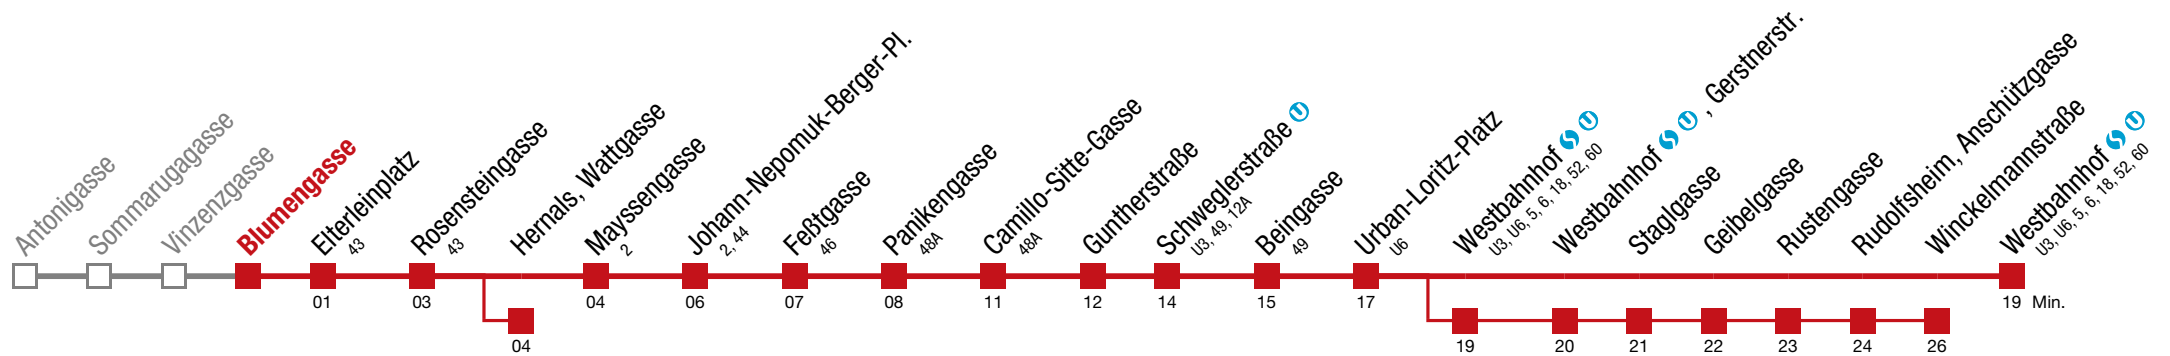 Antonigasse
Sommarugagasse
Vinzenzgasse
Blumengasse
Elterleinplatz
43
Rosensteingasse
43
Hernals, Wattgasse
Mayssengasse
2
Johann-Nepomuk-Berger-Pl.
2, 44
Feßtgasse
46
Panikengasse
48A
Camillo-Sitte-Gasse
48A
Guntherstraße
Schweglerstraße U
U3, 49, 12A
Beingasse
49
Urban-Loritz-Platz
U6
Westbahnhof S U
U3, U6, 5, 6, 18, 52, 60
Westbahnhof S U , Gerstnerstr.
Staglgasse
Geibelgasse
Rustengasse
Rudolfsheim, Anschützgasse
Winckelmannstraße
Westbahnhof S U
U3, U6, 5, 6, 18, 52, 60
01 03 04 06 07 08 11 12 14 15 17 19 Min.
04 19 20 21 22 23 24 26